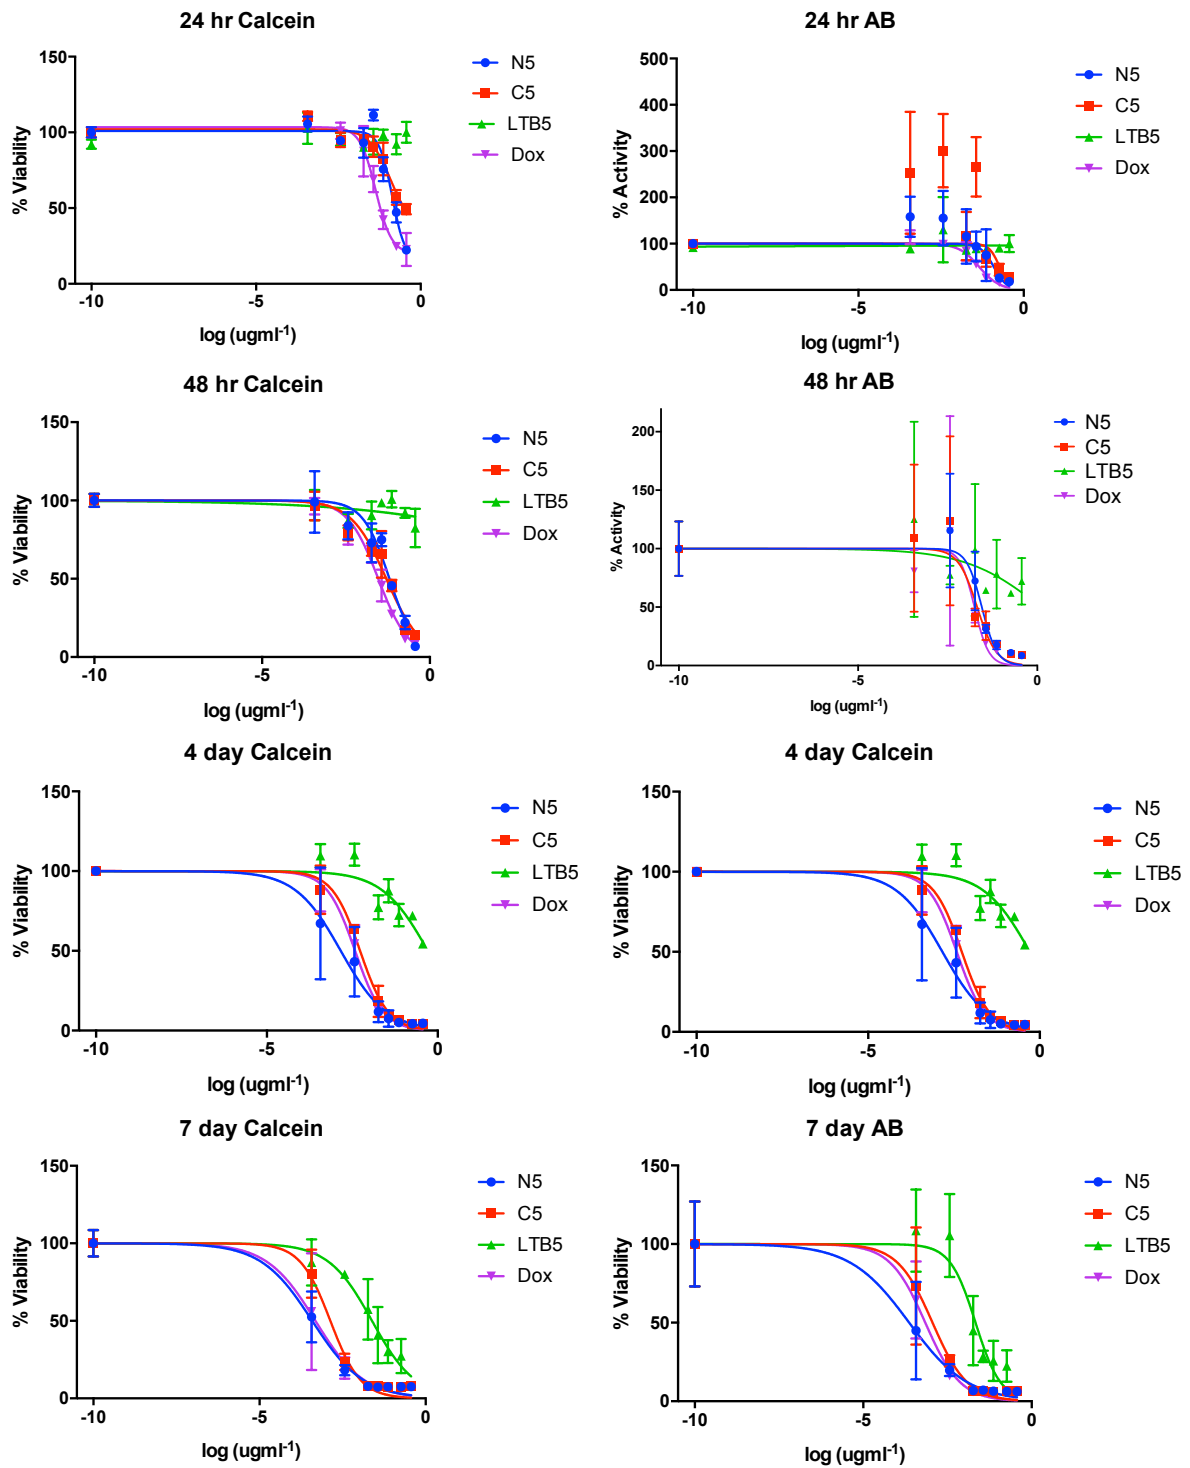 24 hr Calcein
% Viability
150
100
50
0
-10
-5
0
log (ugml-1)
N5
C5
LTB5
Dox
24 hr AB
% Activity
500
400
300
200
100
0
-10
-5
0
log (ugml-1)
N5
C5
LTB5
Dox
48 hr Calcein
% Viability
150
100
50
0
-10
-5
0
log (ugml-1)
N5
C5
LTB5
Dox
48 hr AB
% Activity
200
150
100
50
0
-10
-5
0
log (ugml-1)
N5
C5
LTB5
Dox
4 day Calcein
% Viability
150
100
50
0
-10
-5
0
log (ugml-1)
N5
C5
LTB5
Dox
4 day Calcein
% Viability
150
100
50
0
-10
-5
0
log (ugml-1)
N5
C5
LTB5
Dox
7 day Calcein
% Viability
150
100
50
0
-10
-5
0
log (ugml-1)
N5
C5
LTB5
Dox
7 day AB
% Viability
150
100
50
0
-10
-5
0
log (ugml-1)
N5
C5
LTB5
Dox